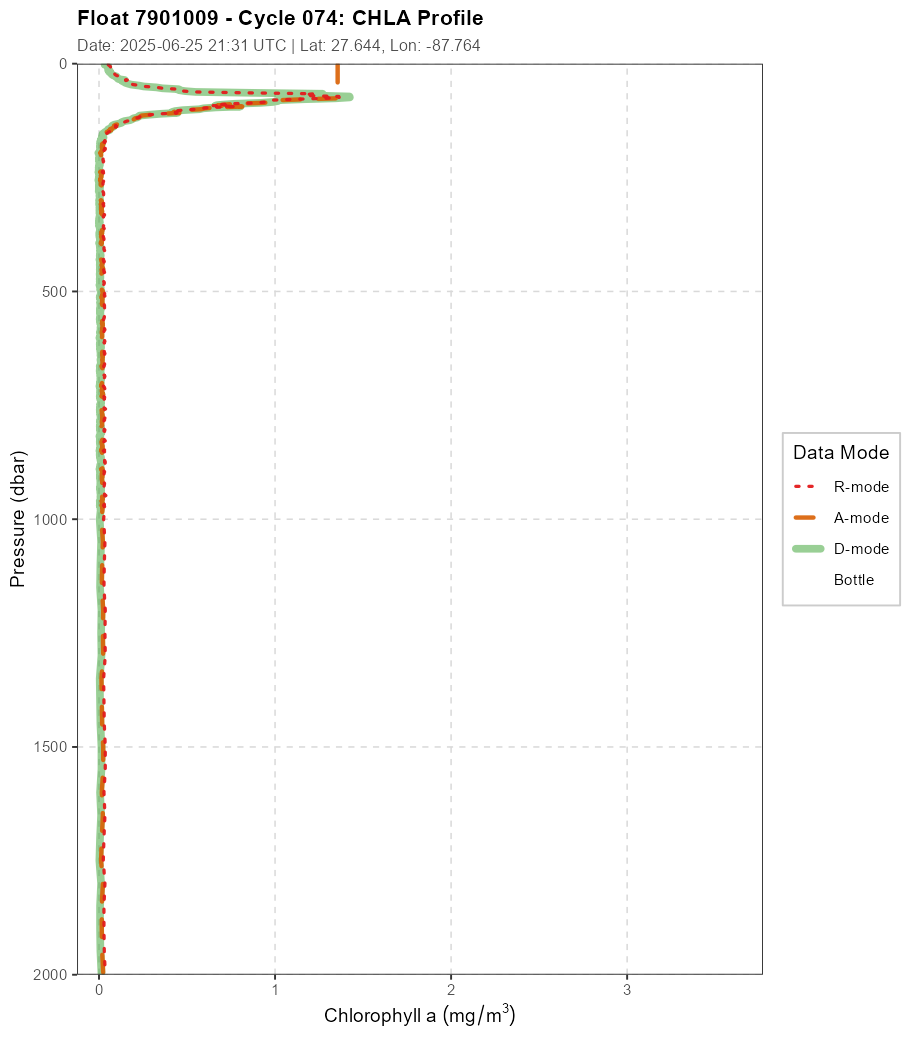 Float 7901009 - Cycle 074: CHLA Profile
Date: 2025-06-25 21:31 UTC | Lat: 27.644, Lon: -87.764
0
500
1000
1500
2000
Pressure (dbar)
0 1 2 3
Chlorophyll a (mg/m³)
Data Mode
R-mode
A-mode
D-mode
Bottle